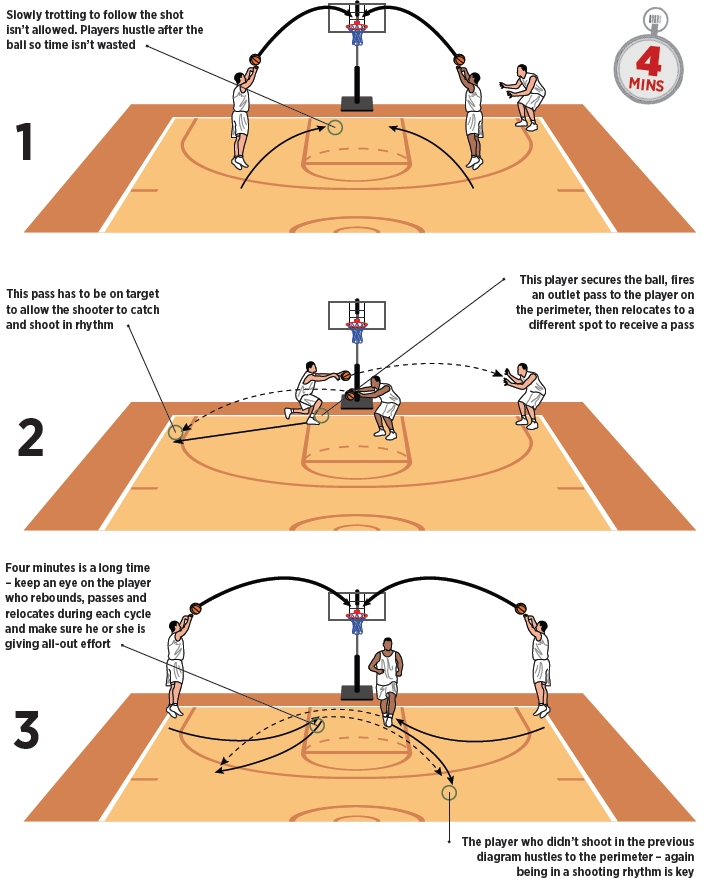 Slowly trotting to follow the shot
isn't allowed. Players hustle after the
ball so time isn't wasted
4
MINS
1
This pass has to be on target
to allow the shooter to catch
and shoot in rhythm
This player secures the ball, fires
an outlet pass to the player on
the perimeter, then relocates to a
different spot to receive a pass
2
Four minutes is a long time
– keep an eye on the player
who rebounds, passes and
relocates during each cycle
and make sure he or she is
giving all-out effort
3
The player who didn't shoot in the previous
diagram hustles to the perimeter – again
being in a shooting rhythm is key